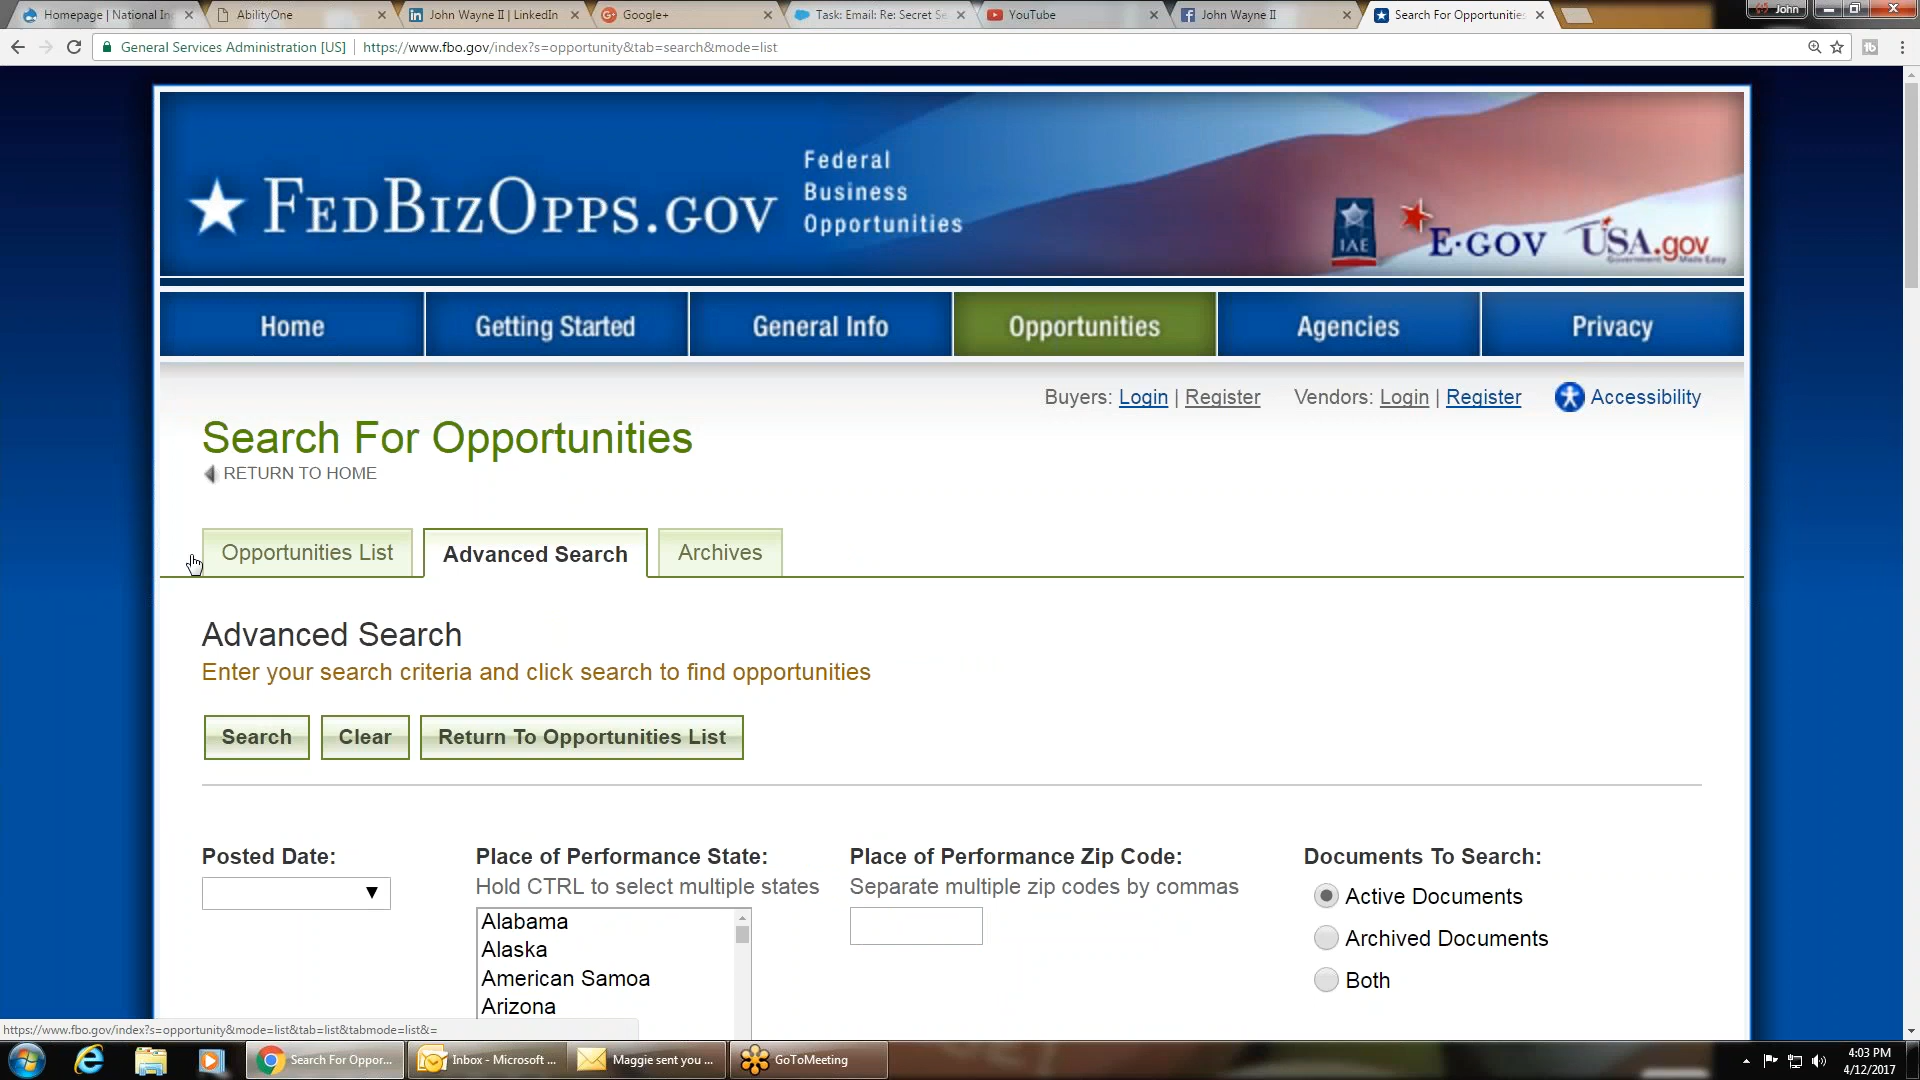 Homepage | National In
AbilityOne
John Wayne II | LinkedIn
Google+
Task: Email: Re: Secret Se
YouTube
John Wayne II
Search For Opportunities
John
General Services Administration [US]
https://www.fbo.gov/index?s=opportunity&tab=search&mode=list
FEDBIZOPPS.GOV
Federal
Business
Opportunities
IAE
E·GOV
USA.gov
Government Made Easy
Home
Getting Started
General Info
Opportunities
Agencies
Privacy
Buyers: Login | Register
Vendors: Login | Register
Accessibility
Search For Opportunities
RETURN TO HOME
Opportunities List
Advanced Search
Archives
Advanced Search
Enter your search criteria and click search to find opportunities
Search
Clear
Return To Opportunities List
Posted Date:
Place of Performance State:
Hold CTRL to select multiple states
Alabama
Alaska
American Samoa
Arizona
Place of Performance Zip Code:
Separate multiple zip codes by commas
Documents To Search:
Active Documents
Archived Documents
Both
https://www.fbo.gov/index?s=opportunity&mode=list&tab=list&tabmode=list&=
Search For Oppor...
Inbox - Microsoft ...
Maggie sent you ...
GoToMeeting
4:03 PM
4/12/2017